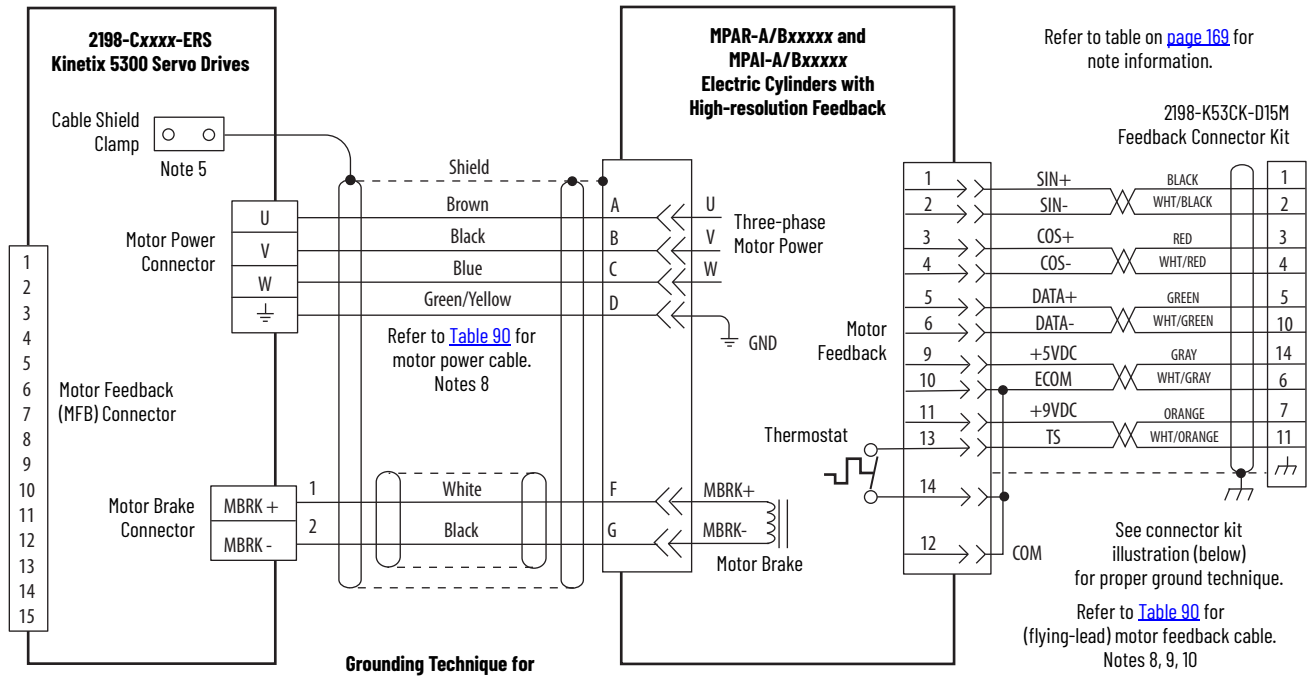 2198-Cxxxx-ERS
Kinetix 5300 Servo Drives
Cable Shield
Clamp
Note 5
Motor Power
Connector
U
V
W
1
2
3
4
5
6
7
8
9
10
11
12
13
14
15
Motor Feedback
(MFB) Connector
Motor Brake
Connector
MBRK +
MBRK -
1
2
Shield
Brown
Black
Blue
Green/Yellow
Refer to Table 90 for
motor power cable.
Notes 8
White
Black
Grounding Technique for
MPAR-A/Bxxxxx and
MPAI-A/Bxxxxx
Electric Cylinders with
High-resolution Feedback
A
B
C
D
F
G
U
V
W
Three-phase
Motor Power
GND
MBRK+
MBRK-
Motor Brake
Thermostat
Motor
Feedback
1
2
3
4
5
6
9
10
11
13
14
12
COM
SIN+
SIN-
COS+
COS-
DATA+
DATA-
+5VDC
ECOM
+9VDC
TS
BLACK
WHT/BLACK
RED
WHT/RED
GREEN
WHT/GREEN
GRAY
WHT/GRAY
ORANGE
WHT/ORANGE
1
2
3
4
5
10
14
6
7
11
Refer to table on page 169 for
note information.
2198-K53CK-D15M
Feedback Connector Kit
See connector kit
illustration (below)
for proper ground technique.
Refer to Table 90 for
(flying-lead) motor feedback cable.
Notes 8, 9, 10